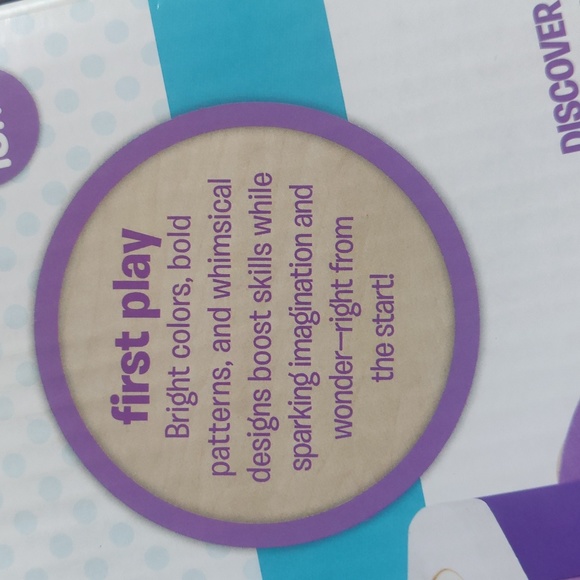 first play
Bright colors, bold
patterns, and whimsical
designs boost skills while
sparking imagination and
wonder—right from
the start!
DISCOVER